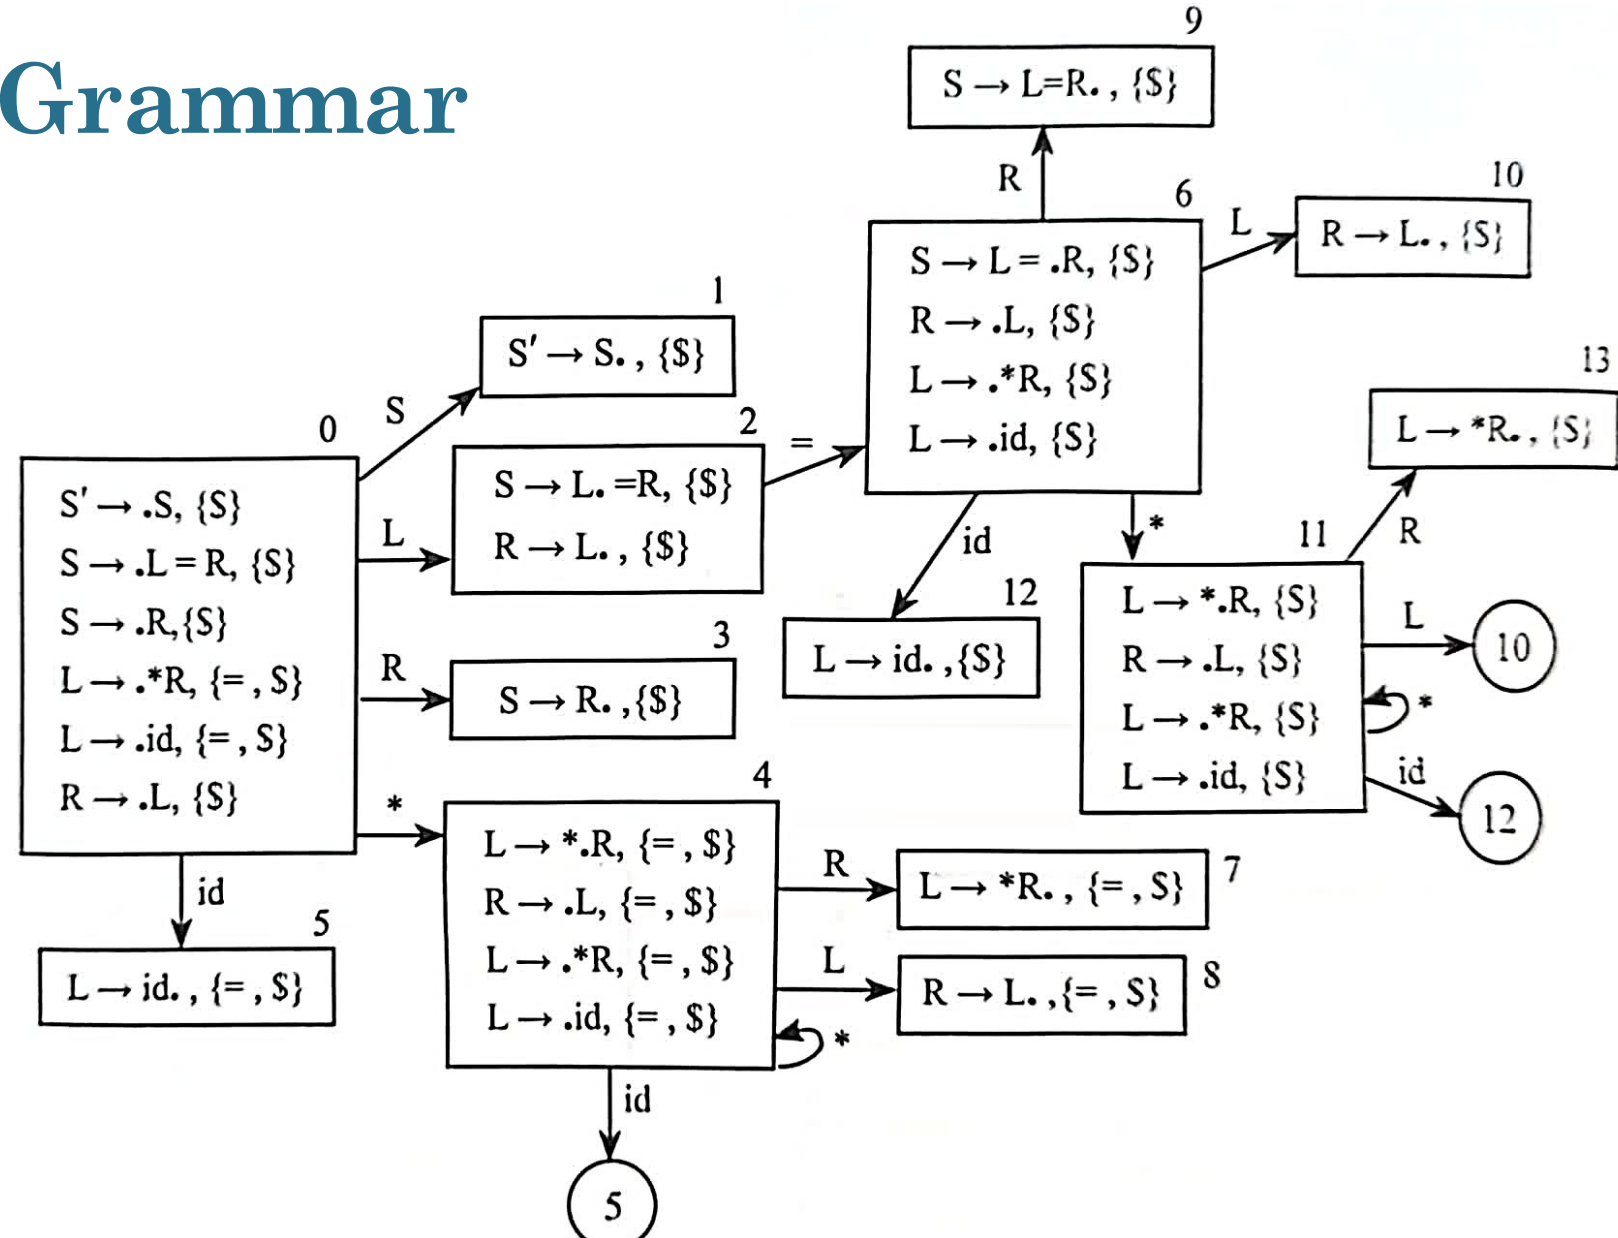 Grammar
9
S → L=R. , {$}
R
6
10
S → L = .R, {$}
R → .L, {$}
L → .*R, {$}
L → .id, {$}
L
R → L. , {$}
1
S′ → S. , {$}
S
0
2
=
13
L → *R. , {$}
S′ → .S, {$}
S → .L = R, {$}
S → .R,{$}
L → .*R, {= , $}
L → .id, {= , $}
R → .L, {$}
L
S → L. =R, {$}
R → L. , {$}
id
*
11
R
12
L → id. ,{$}
L → *.R, {$}
R → .L, {$}
L → .*R, {$}
L → .id, {$}
L
10
*
id
12
3
R
S → R. ,{$}
4
*
L → *.R, {= , $}
R → .L, {= , $}
L → .*R, {= , $}
L → .id, {= , $}
R
L → *R. , {= , $}
7
id
5
L → id. , {= , $}
L
R → L. ,{= , $}
8
*
id
5